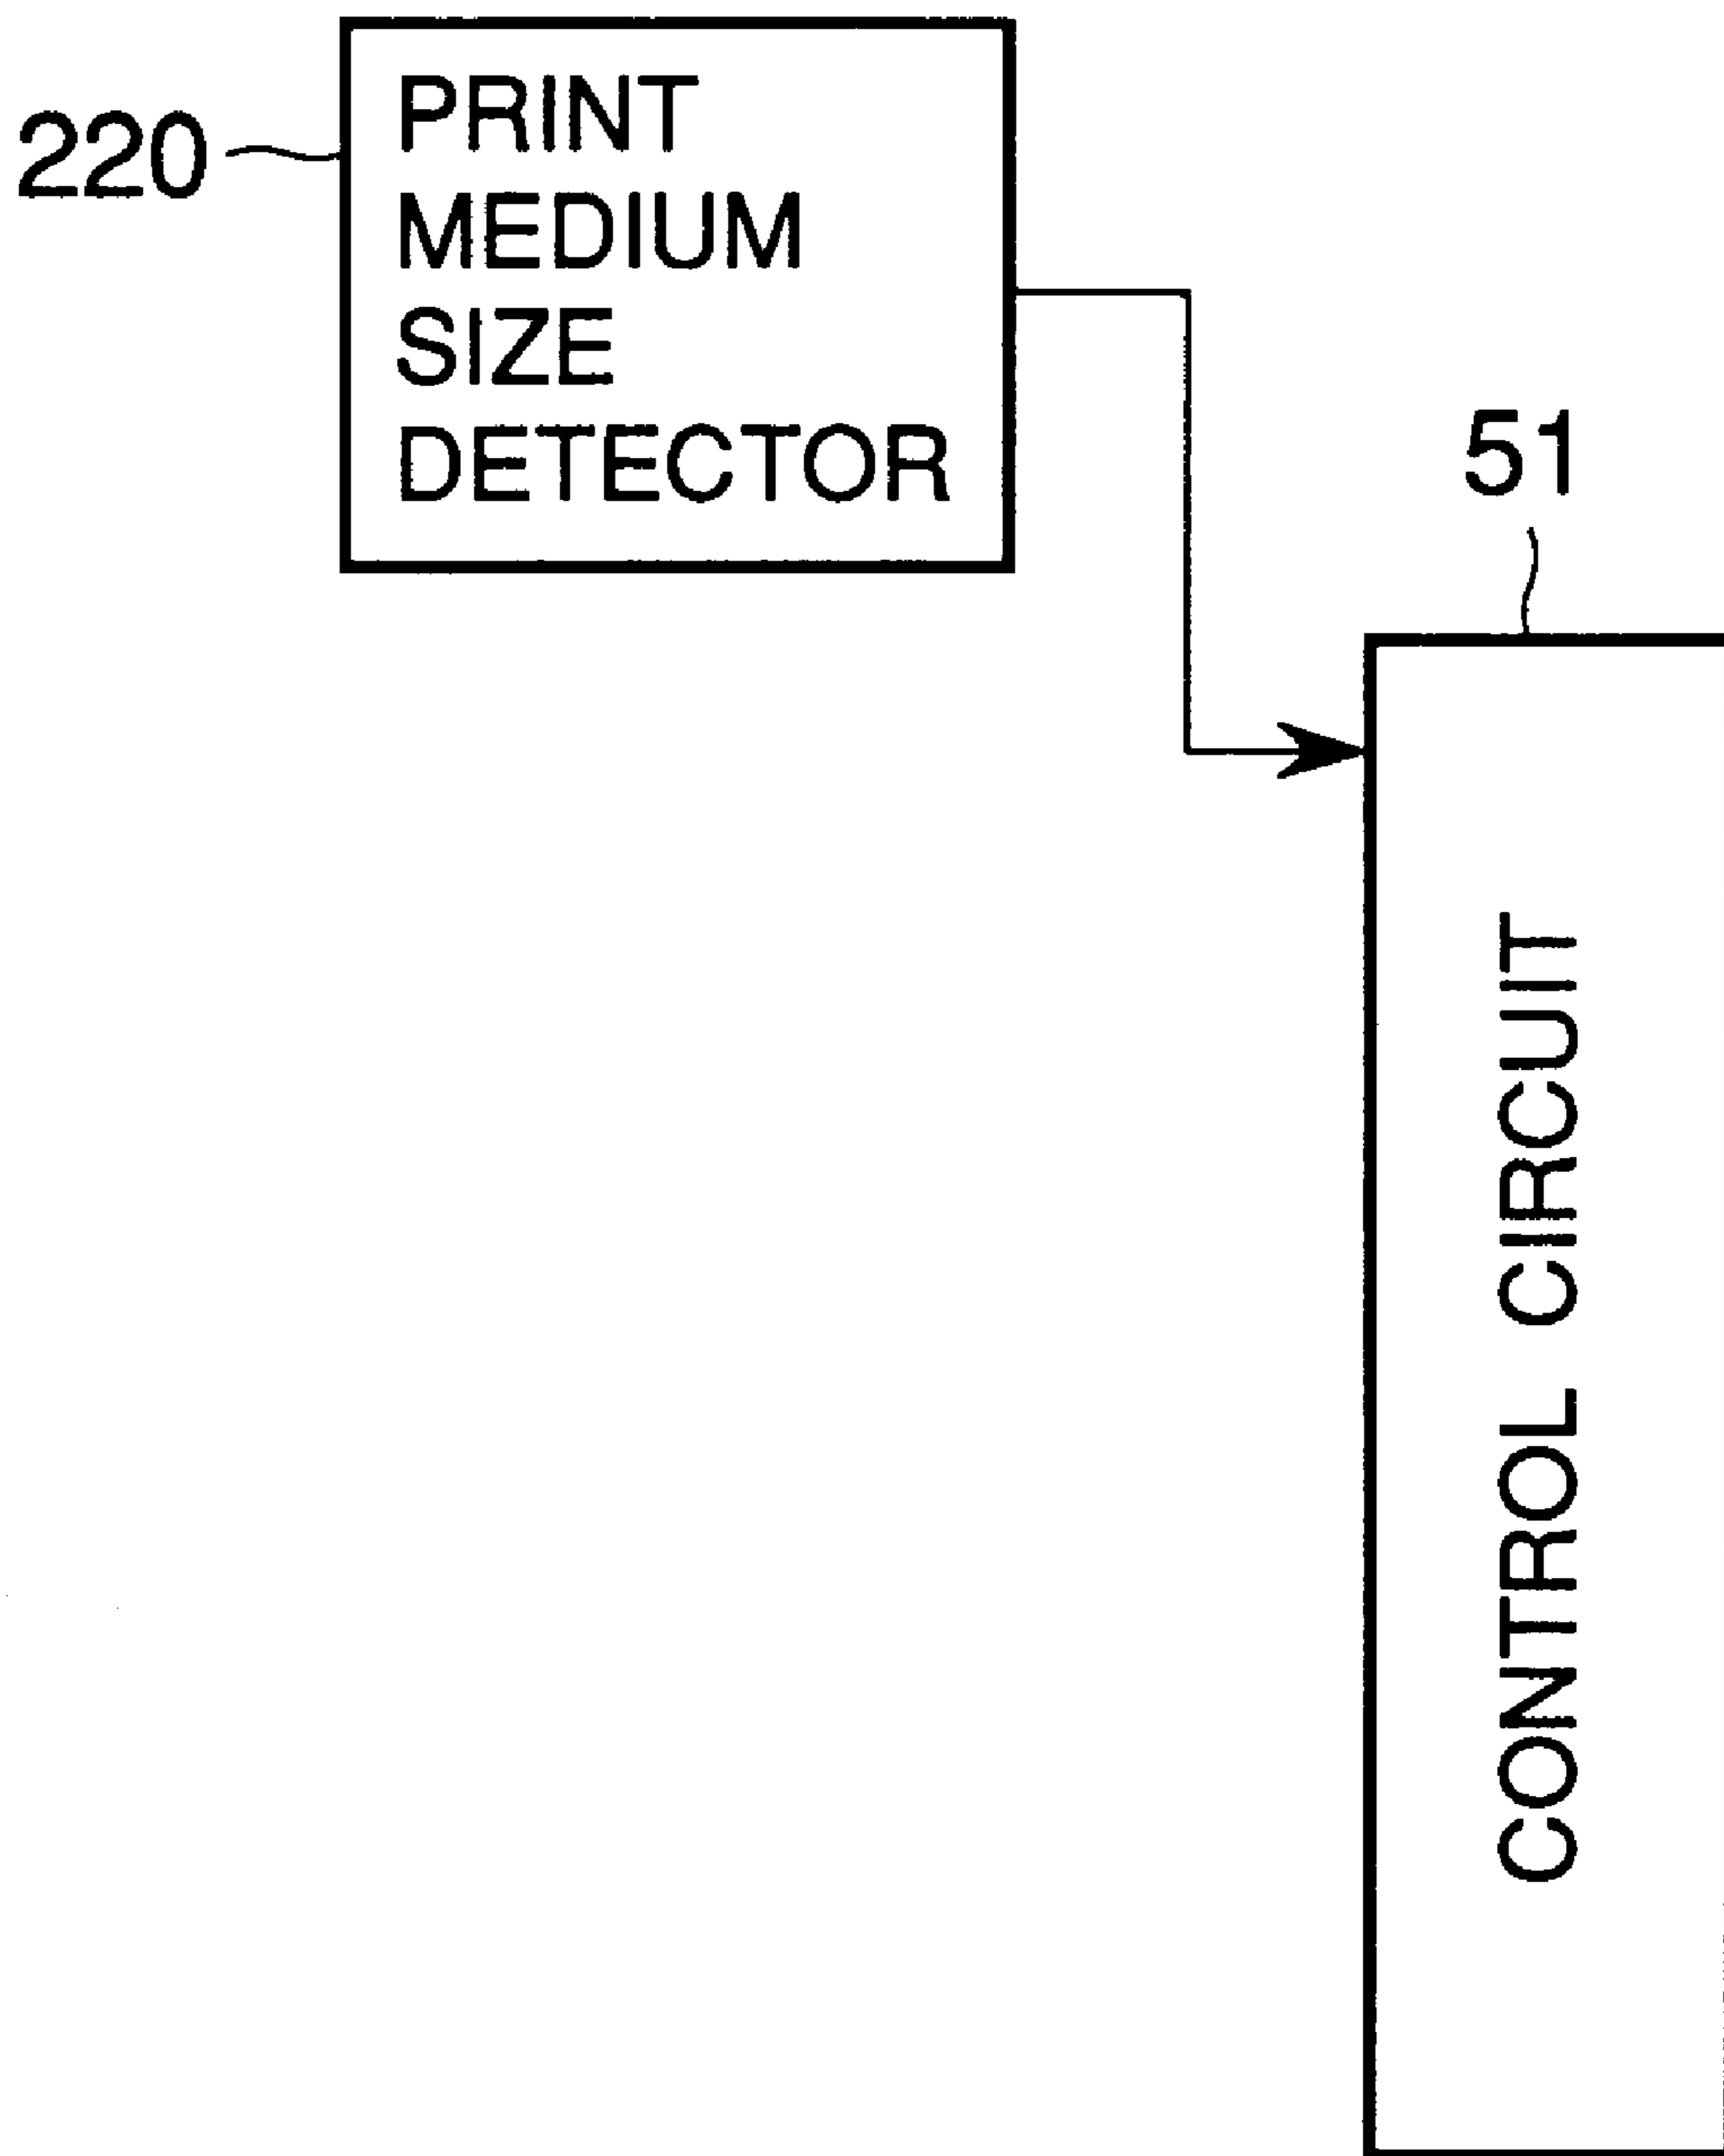 220
PRINT
MEDIUM
SIZE
DETECTOR
51
CONTROL CIRCUIT